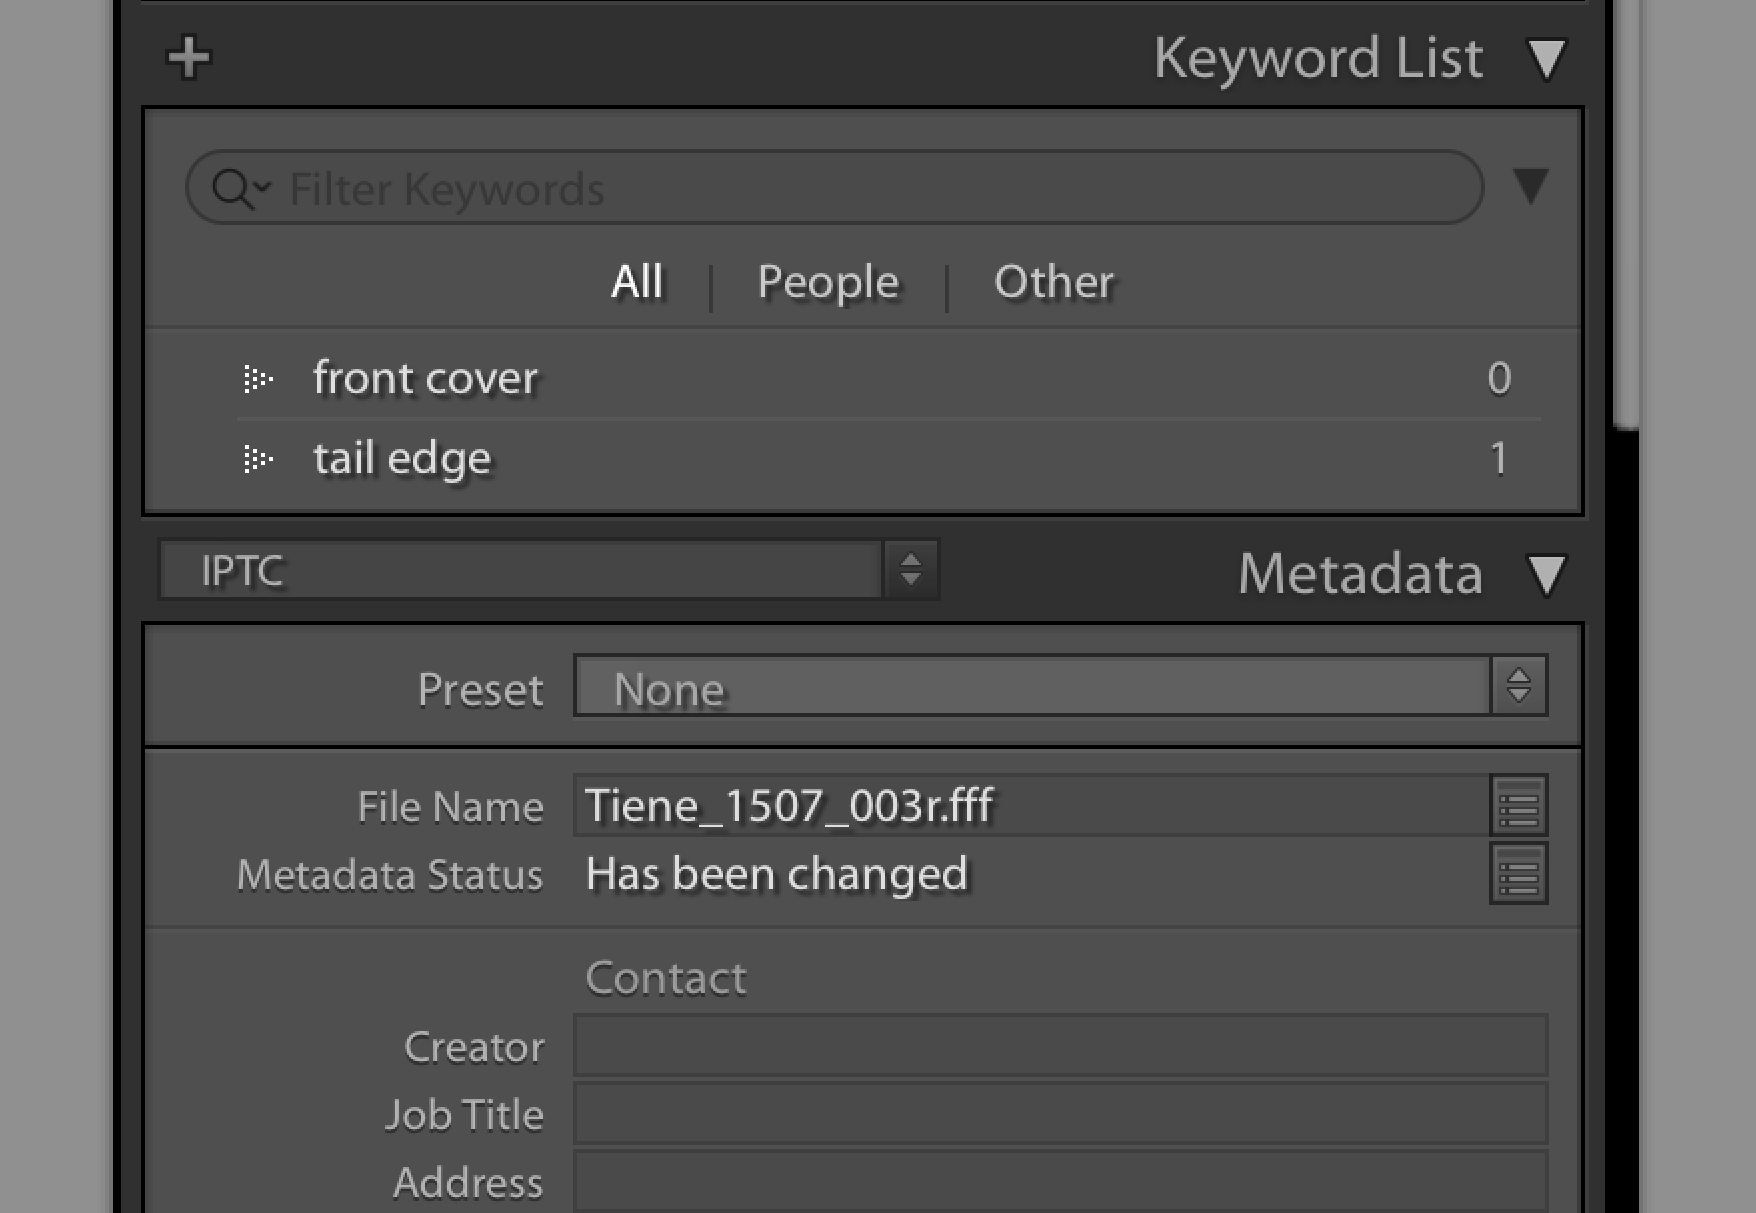 Keyword List
Filter Keywords
All | People | Other
front cover 0
tail edge 1
IPTC Metadata
Preset None
File Name Tiene_1507_003r.fff
Metadata Status Has been changed
Contact
Creator
Job Title
Address